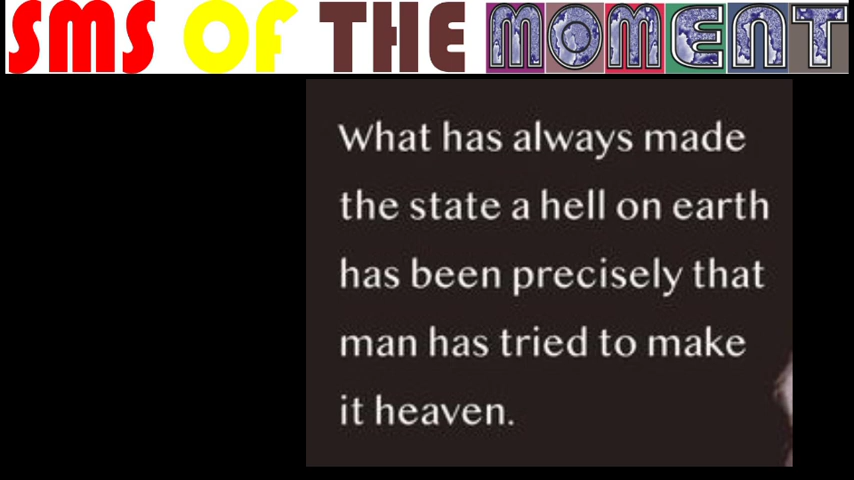 SMS OF THE MOMENT
What has always made
the state a hell on earth
has been precisely that
man has tried to make
it heaven.